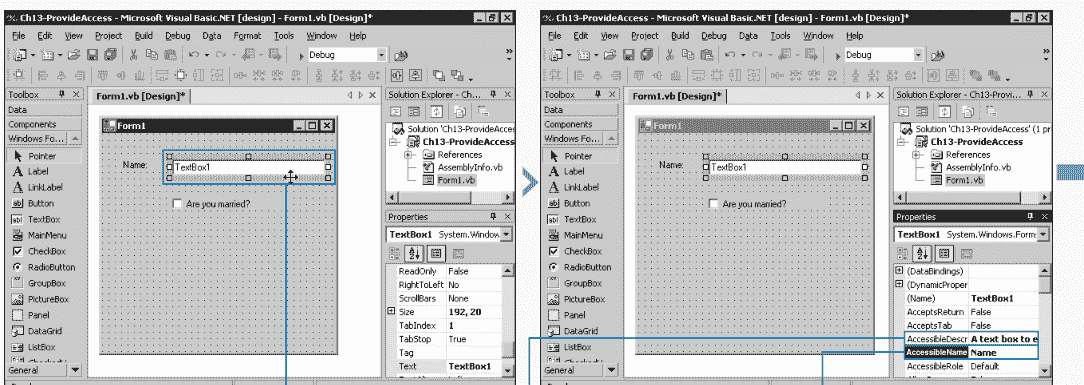 Ch13-ProvideAccess - Microsoft Visual Basic.NET [design] - Form1.vb [Design]*
File Edit View Project Build Debug Data Format Tools Window Help
Debug
Toolbox
Data
Components
Windows Fo...
Pointer
Label
LinkLabel
Button
TextBox
MainMenu
CheckBox
RadioButton
GroupBox
PictureBox
Panel
DataGrid
ListBox
General
Form1.vb [Design]*
Form1
Name:
TextBox1
Are you married?
Solution Explorer - Ch...
Solution 'Ch13-ProvideAcces
Ch13-ProvideAccess
References
AssemblyInfo.vb
Form1.vb
Properties
TextBox1 System.Window
ReadOnly False
RightToLeft No
ScrollBars None
Size 192, 20
TabIndex 1
TabStop True
Tag
Text TextBox1
Ch13-ProvideAccess - Microsoft Visual Basic.NET [design] - Form1.vb [Design]*
File Edit View Project Build Debug Data Tools Window Help
Debug
Toolbox
Data
Components
Windows Fo...
Pointer
Label
LinkLabel
Button
TextBox
MainMenu
CheckBox
RadioButton
GroupBox
PictureBox
Panel
DataGrid
ListBox
General
Form1.vb [Design]*
Form1
Name:
TextBox1
Are you married?
Solution Explorer - Ch13-Provi...
Solution 'Ch13-ProvideAccess' (1 pr
Ch13-ProvideAccess
References
AssemblyInfo.vb
Form1.vb
Properties
TextBox1 System.Windows.Form
(DataBindings)
(DynamicProper
(Name) TextBox1
AcceptsReturn False
AcceptsTab False
AccessibleDescr A text box to e
AccessibleName Name
AccessibleRole Default